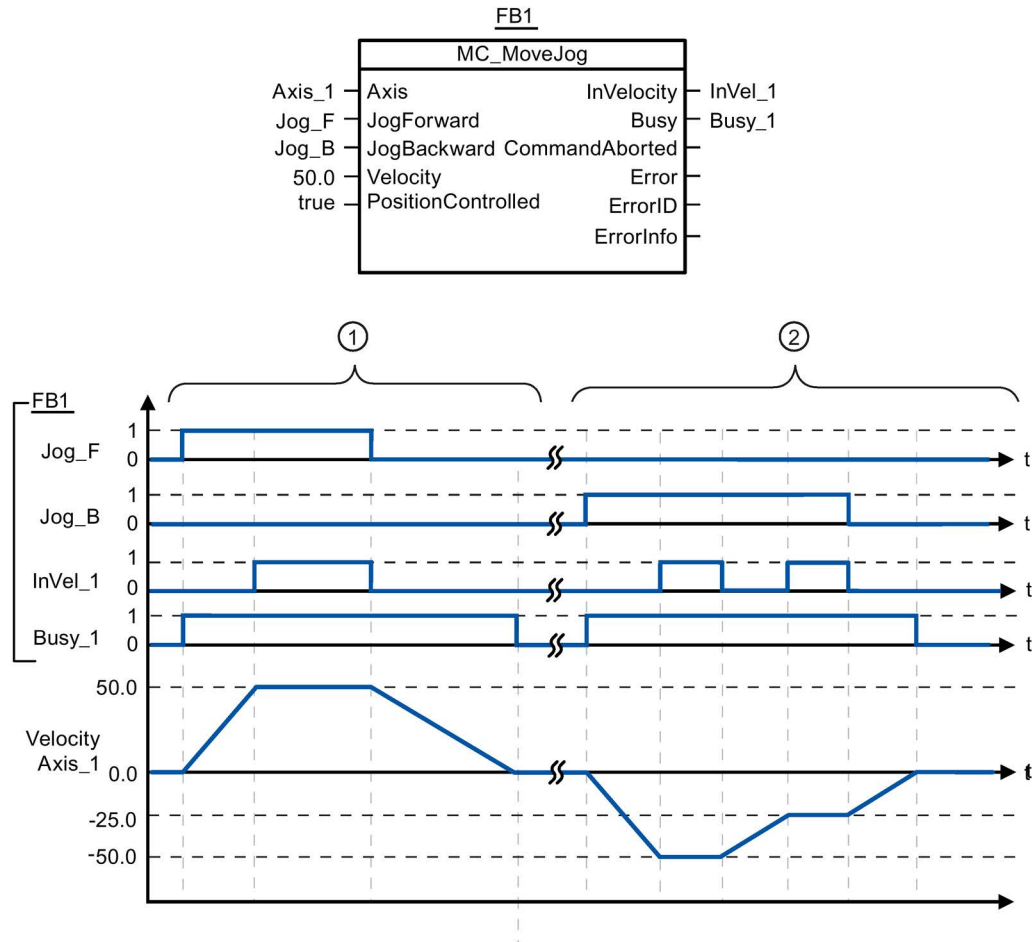 FB1
MC_MoveJog
Axis_1 Axis InVelocity InVel_1
Jog_F JogForward Busy Busy_1
Jog_B JogBackward CommandAborted
50.0 Velocity Error
true PositionControlled ErrorID
ErrorInfo
1 2
FB1
1
Jog_F
0 t
1
Jog_B
0 t
1
InVel_1
0 t
1
Busy_1
0 t
50.0
Velocity
Axis_1
0.0 t
-25.0
-50.0